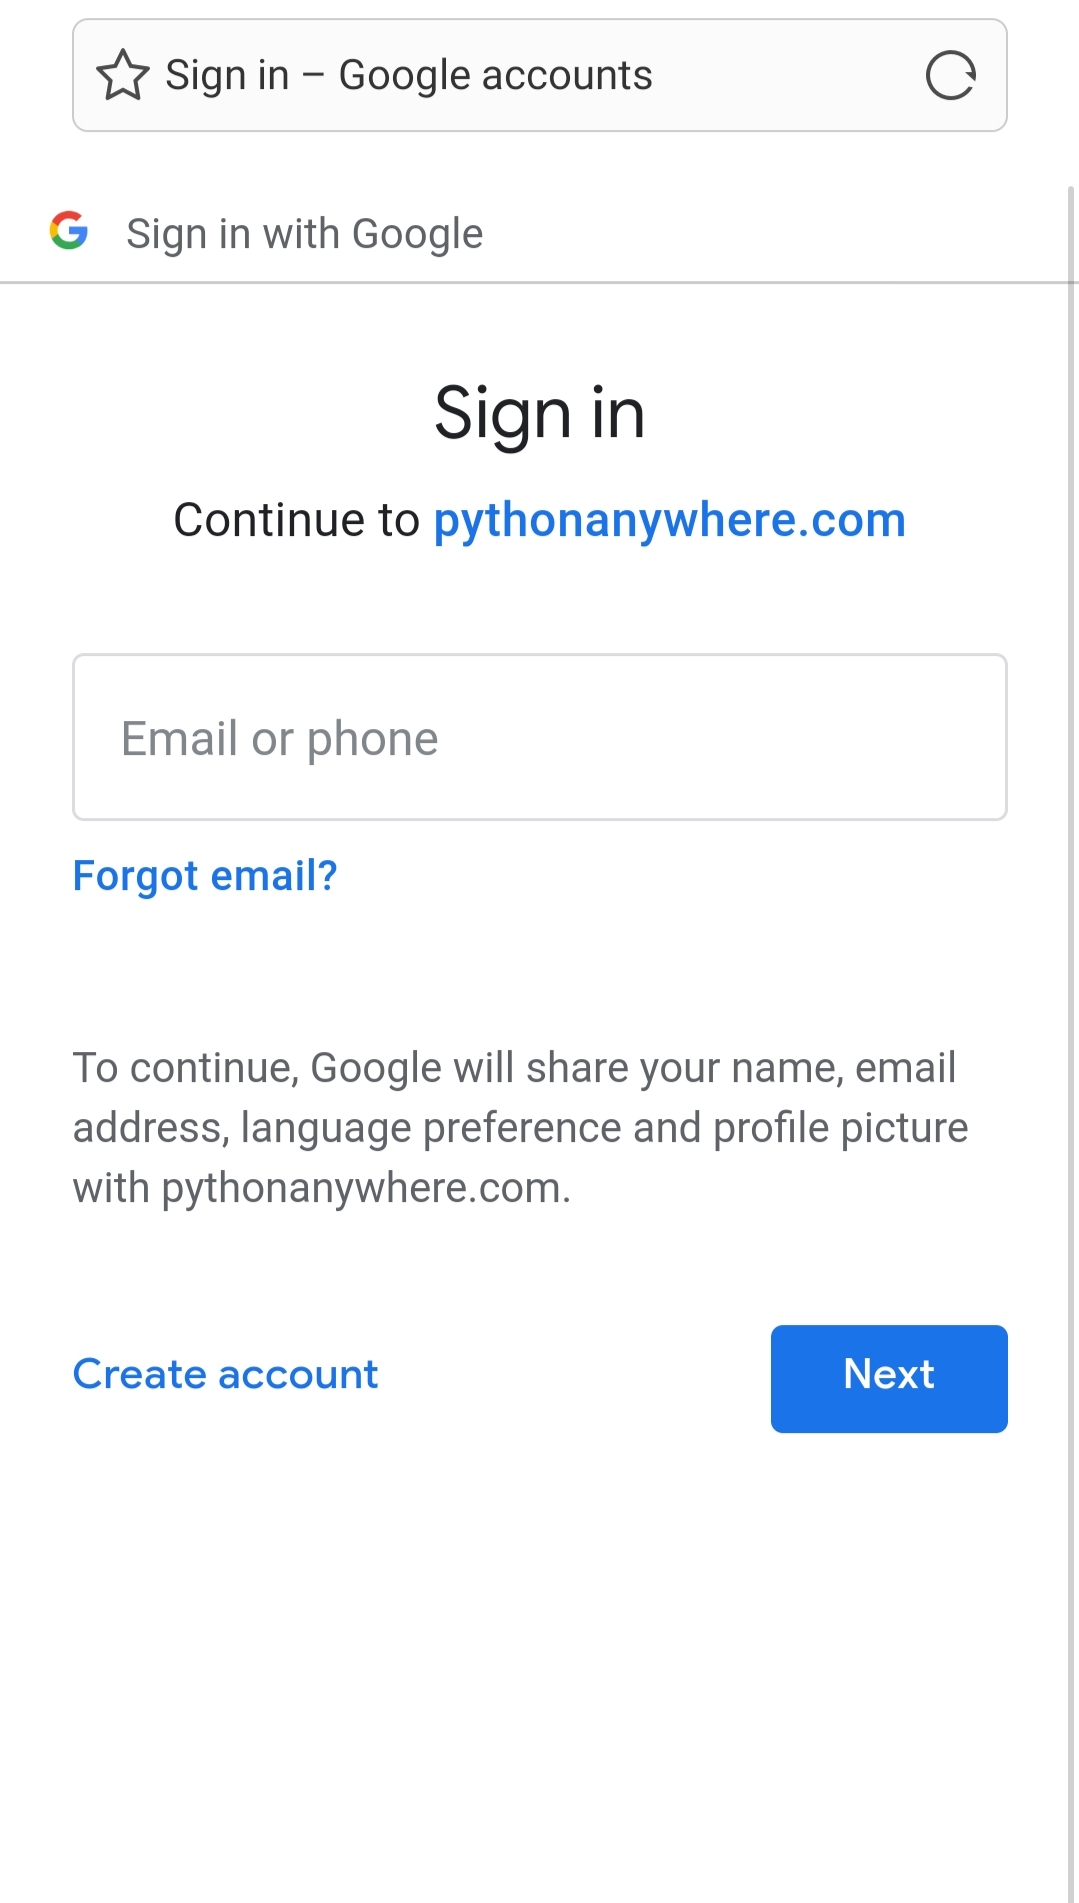 Sign in – Google accounts
Sign in with Google
Sign in
Continue to pythonanywhere.com
Email or phone
Forgot email?
To continue, Google will share your name, email
address, language preference and profile picture
with pythonanywhere.com.
Create account
Next